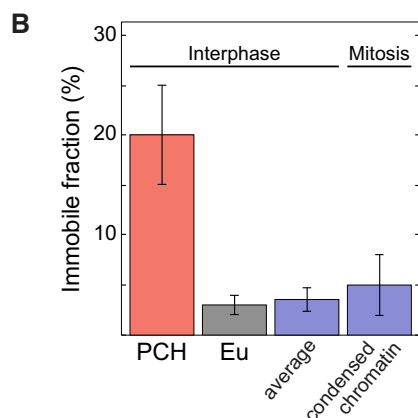 B
Immobile fraction (%)
30
20
10
Interphase
Mitosis
PCH
Eu
average
condensed
chromatin